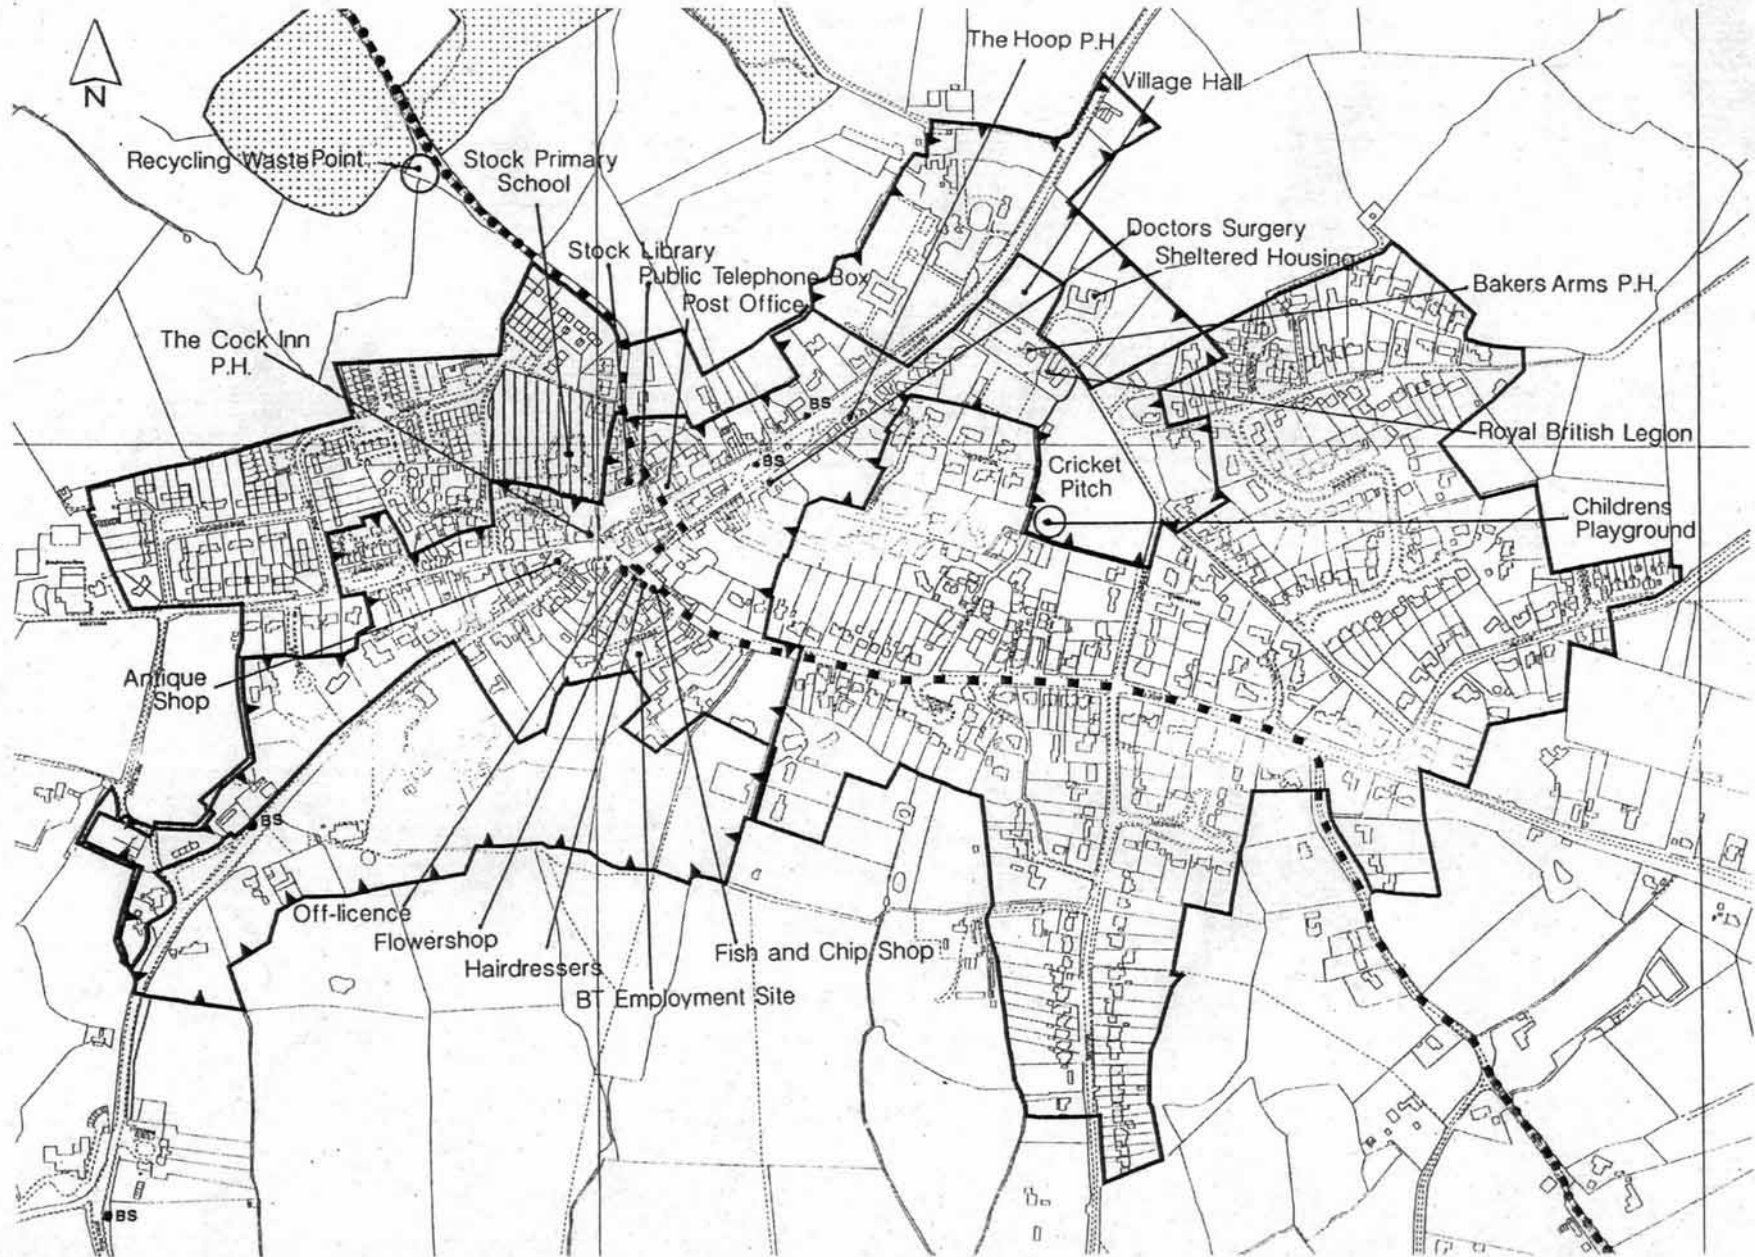 The Hoop P.H.
Village Hall
N
Recycling Waste Point
Stock Primary
School
Doctors Surgery
Sheltered Housing
Stock Library
Public Telephone Box
Post Office
Bakers Arms P.H.
The Cock Inn
P.H.
BS
BS
Royal British Legion
Cricket
Pitch
Childrens
Playground
Antique
Shop
BS
Off-licence
Flowershop
Hairdressers
Fish and Chip Shop
BT Employment Site
BS